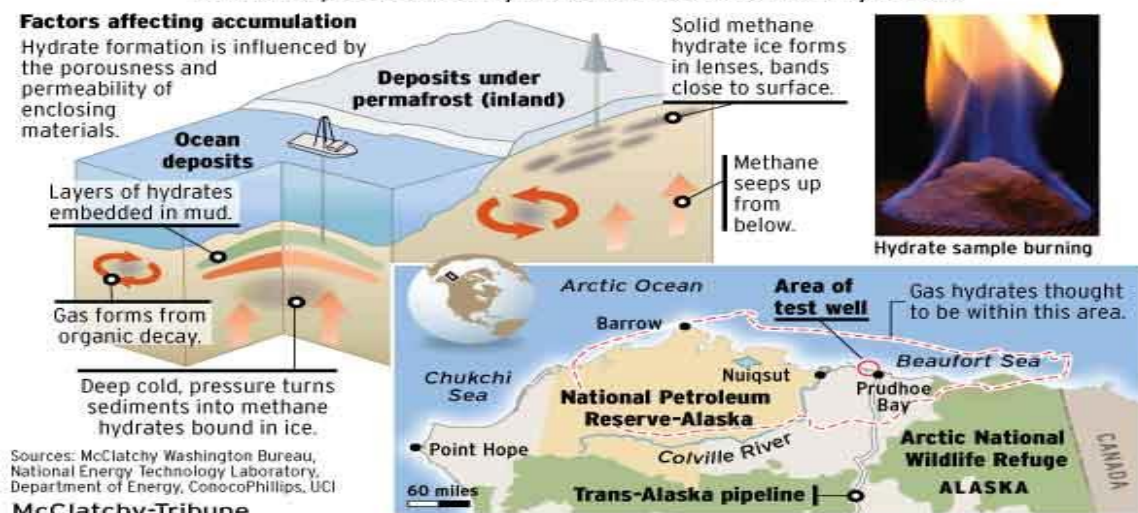 Factors affecting accumulation
Hydrate formation is influenced by
the porousness and
permeability of
enclosing
materials.
Deposits under
permafrost (inland)
Solid methane
hydrate ice forms
in lenses, bands
close to surface.
Ocean
deposits
Layers of hydrates
embedded in mud.
Methane
seeps up
from
below.
Hydrate sample burning
Gas forms from
organic decay.
Deep cold, pressure turns
sediments into methane
hydrates bound in ice.
Arctic Ocean
Area of
test well
Gas hydrates thought
to be within this area.
Barrow
Beaufort Sea
Chukchi
Sea
Nuiqsut
Prudhoe
Bay
National Petroleum
Reserve-Alaska
Point Hope
Colville River
Arctic National
Wildlife Refuge
ALASKA
CANADA
60 miles
Trans-Alaska pipeline
Sources: McClatchy Washington Bureau,
National Energy Technology Laboratory,
Department of Energy, ConocoPhillips, UCI
McClatchy-Tribune